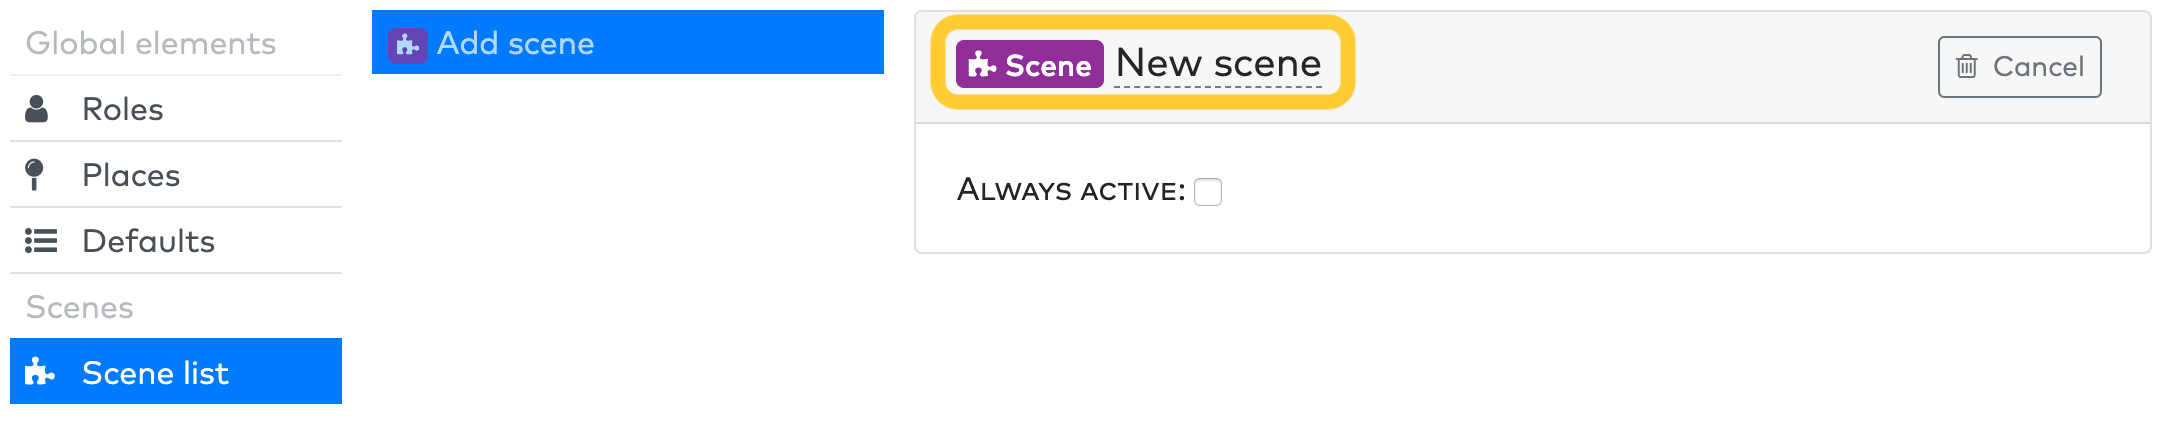 Global elements
Roles
Places
Defaults
Scenes
Scene list
Add scene
Scene New scene
Cancel
ALWAYS ACTIVE: